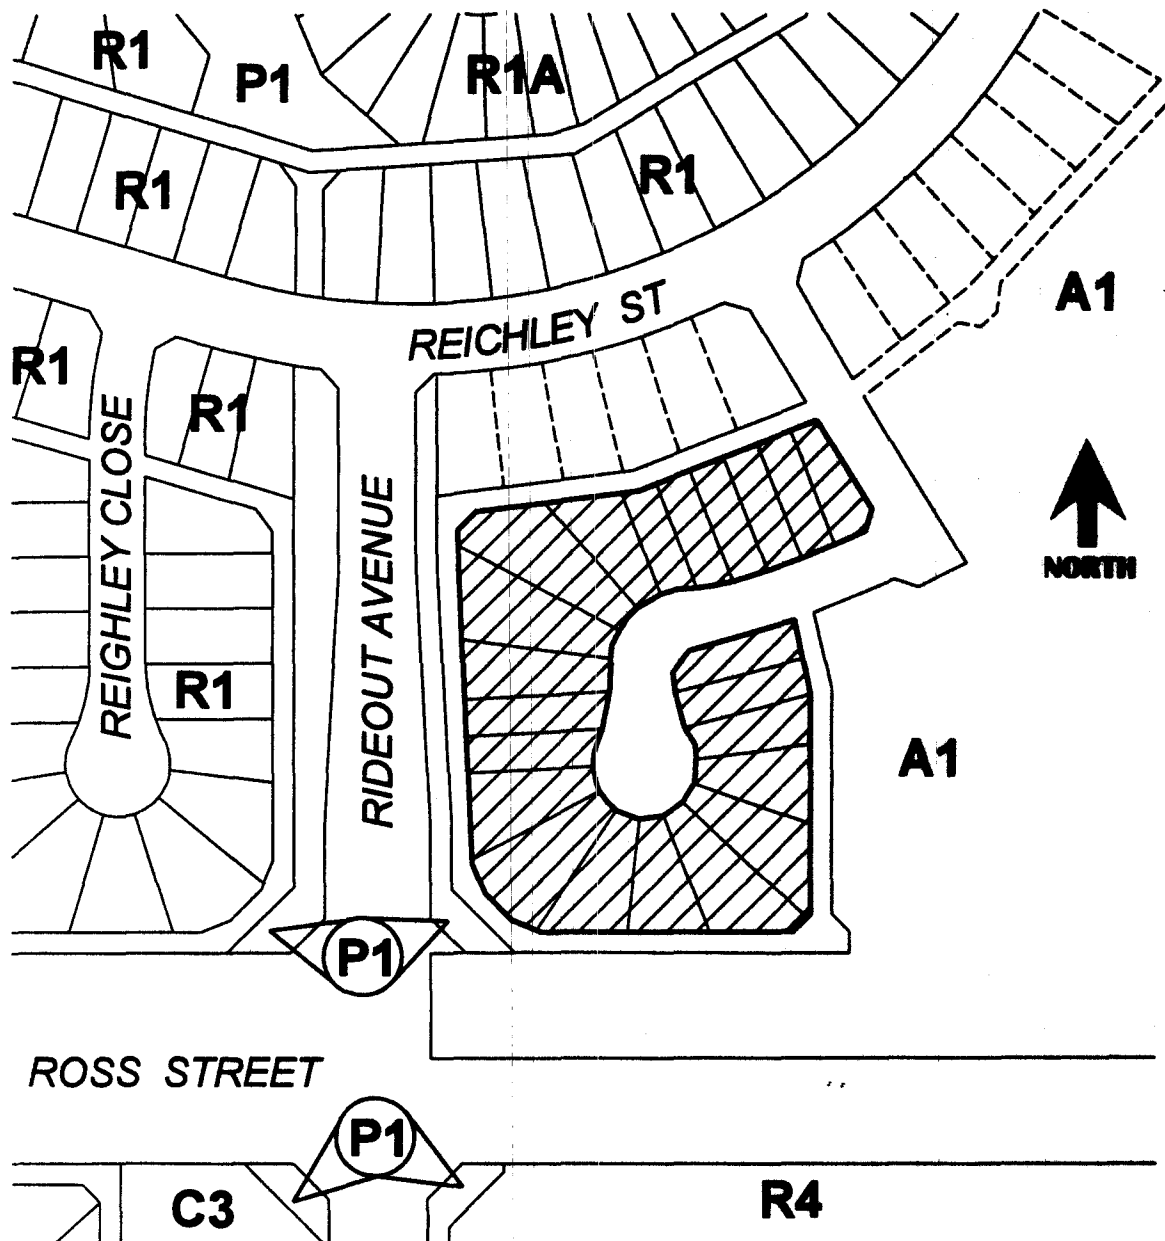 R1
P1
R1A
R1
R1
A1
REICHLEY ST
R1
R1
REIGHLEY CLOSE
RIDEOUT AVENUE
NORTH
R1
A1
P1
ROSS STREET
P1
C3
R4